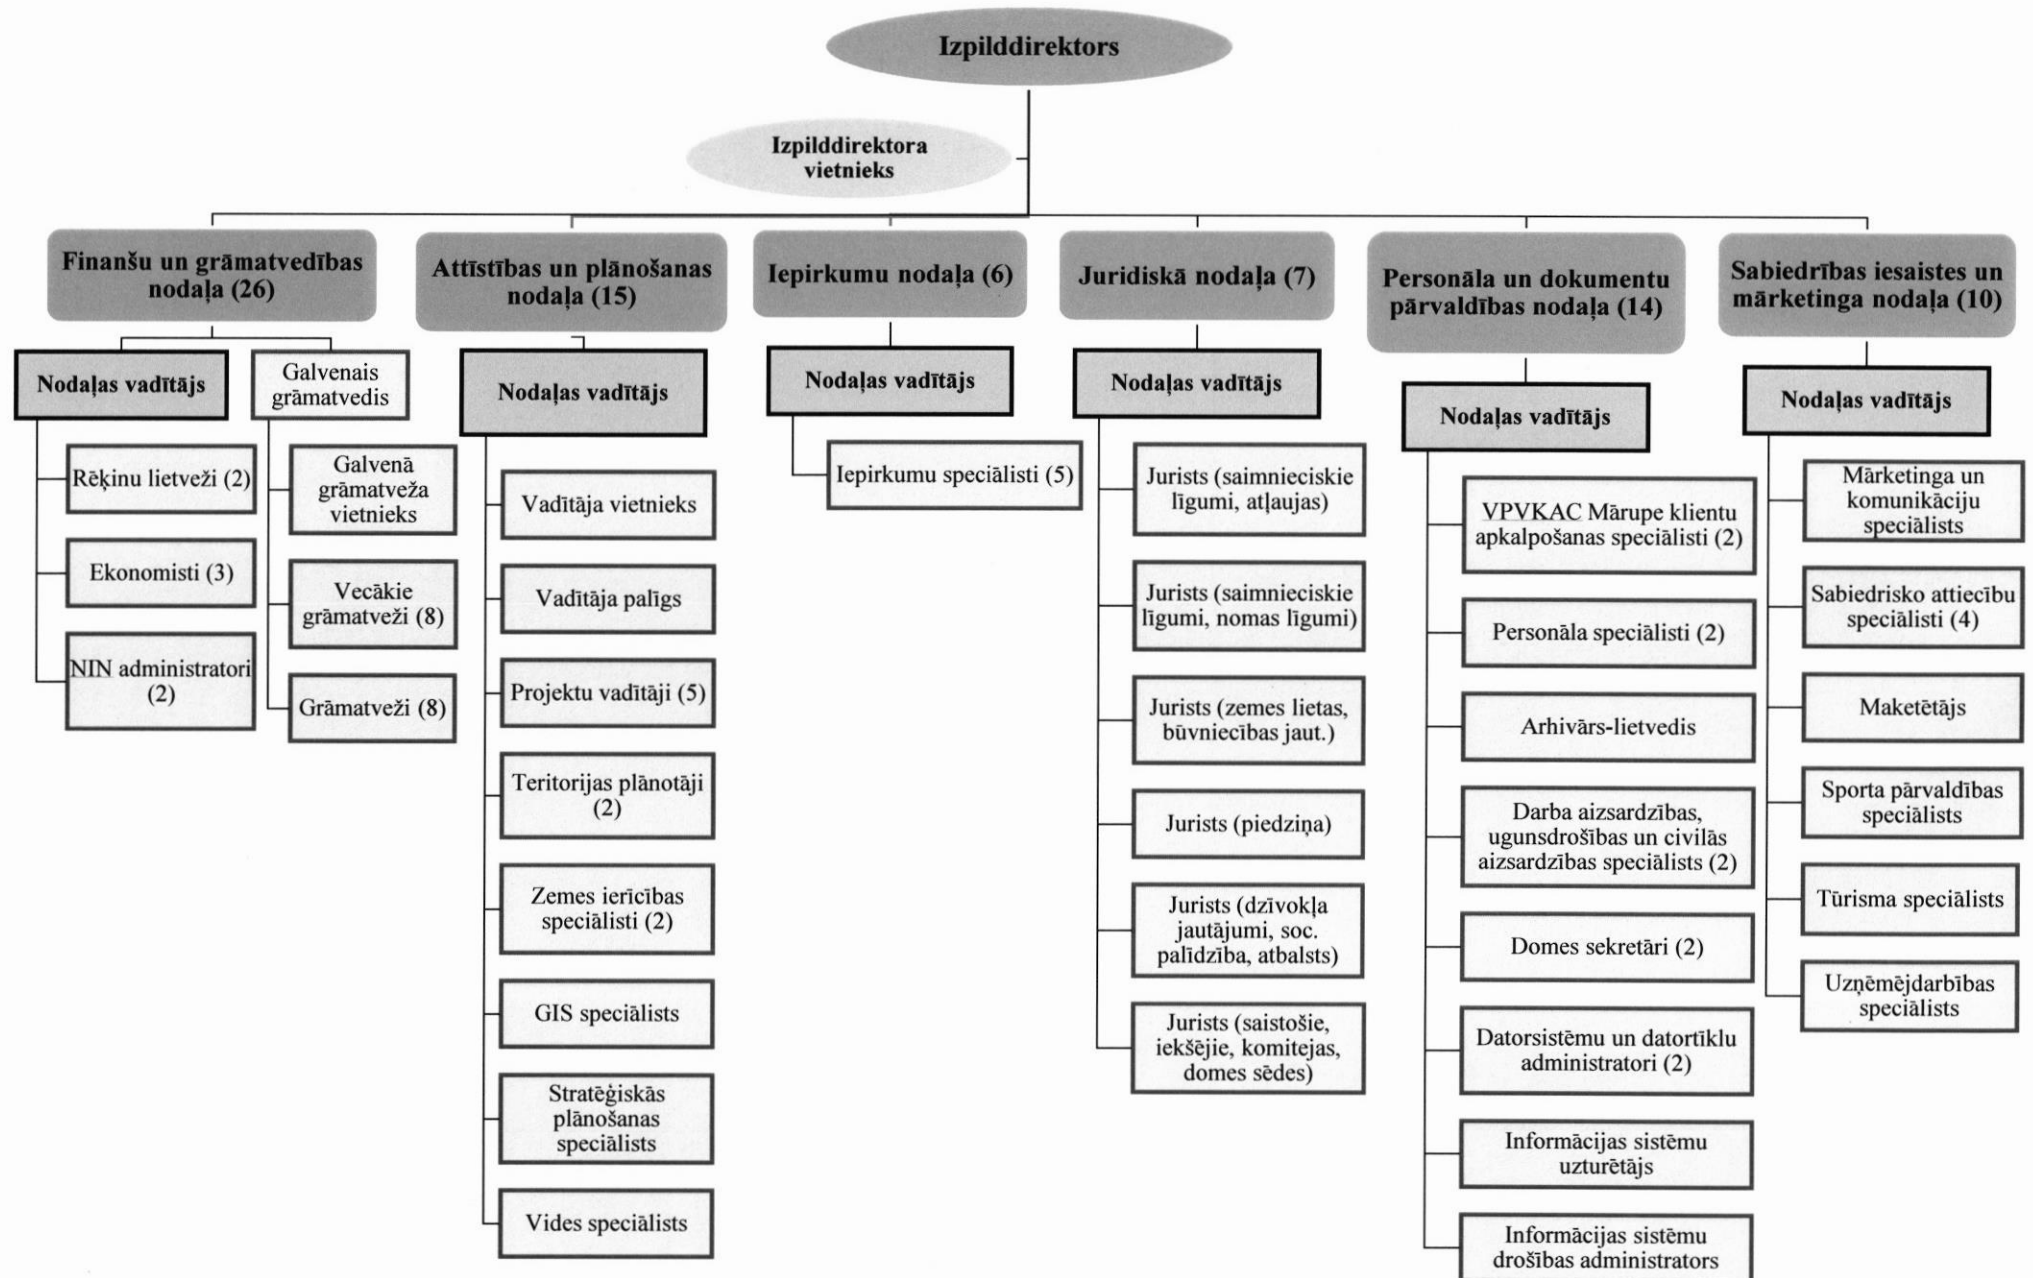 Izpilddirektors
Izpilddirektora
vietnieks
Finanšu un grāmatvedības
nodaļa (26)
Nodaļas vadītājs
Rēķinu lietveži (2)
Ekonomisti (3)
NIN administratori
(2)
Galvenais
grāmatvedis
Galvenā
grāmatveža
vietnieks
Vecākie
grāmatveži (8)
Grāmatveži (8)
Attīstības un plānošanas
nodaļa (15)
Nodaļas vadītājs
Vadītāja vietnieks
Vadītāja palīgs
Projektu vadītāji (5)
Teritorijas plānotāji
(2)
Zemes ierīcības
speciālisti (2)
GIS speciālists
Stratēģiskās
plānošanas
speciālists
Vides speciālists
Iepirkumu nodaļa (6)
Nodaļas vadītājs
Iepirkumu speciālisti (5)
Juridiskā nodaļa (7)
Nodaļas vadītājs
Jurists (saimnieciskie
līgumi, atļaujas)
Jurists (saimnieciskie
līgumi, nomas līgumi)
Jurists (zemes lietas,
būvniecības jaut.)
Jurists (piedziņa)
Jurists (dzīvokļa
jautājumi, soc.
palīdzība, atbalsts)
Jurists (saistošie,
iekšējie, komitejas,
domes sēdes)
Personāla un dokumentu
pārvaldības nodaļa (14)
Nodaļas vadītājs
VPVKAC Mārupe klientu
apkalpošanas speciālisti (2)
Personāla speciālisti (2)
Arhivārs-lietvedis
Darba aizsardzības,
ugunsdrošības un civilās
aizsardzības speciālists (2)
Domes sekretāri (2)
Datorsistēmu un datortīklu
administratori (2)
Informācijas sistēmu
uzturētājs
Informācijas sistēmu
drošības administrators
Sabiedrības iesaistes un
mārketinga nodaļa (10)
Nodaļas vadītājs
Mārketinga un
komunikāciju
speciālists
Sabiedrisko attiecību
speciālisti (4)
Maketētājs
Sporta pārvaldības
speciālists
Tūrisma speciālists
Uzņēmējdarbības
speciālists